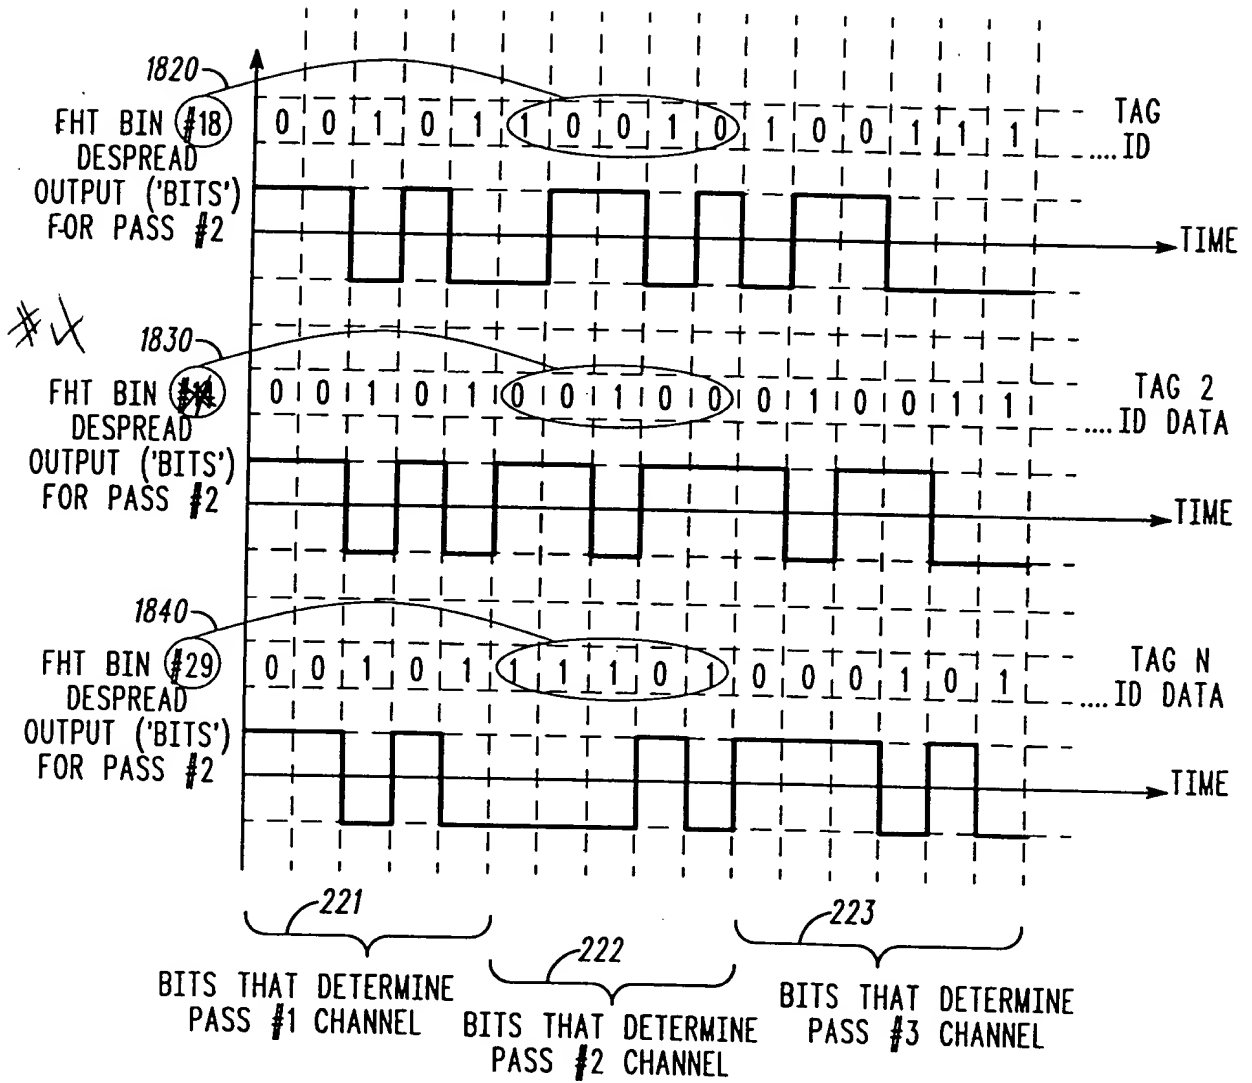 1820
FHT BIN #18 0 0 1 0 1 1 0 0 1 0 1 0 0 1 1 1 TAG
DESPREAD .... ID
OUTPUT ('BITS')
FOR PASS #2 TIME
#4
1830
FHT BIN 0 0 1 0 1 0 0 1 0 0 0 1 0 0 1 1 TAG 2
DESPREAD .... ID DATA
OUTPUT ('BITS')
FOR PASS #2 TIME
1840
FHT BIN #29 0 0 1 0 1 1 1 1 0 1 0 0 0 1 0 1 TAG N
DESPREAD .... ID DATA
OUTPUT ('BITS')
FOR PASS #2 TIME
221
BITS THAT DETERMINE
PASS #1 CHANNEL
222
BITS THAT DETERMINE
PASS #2 CHANNEL
223
BITS THAT DETERMINE
PASS #3 CHANNEL